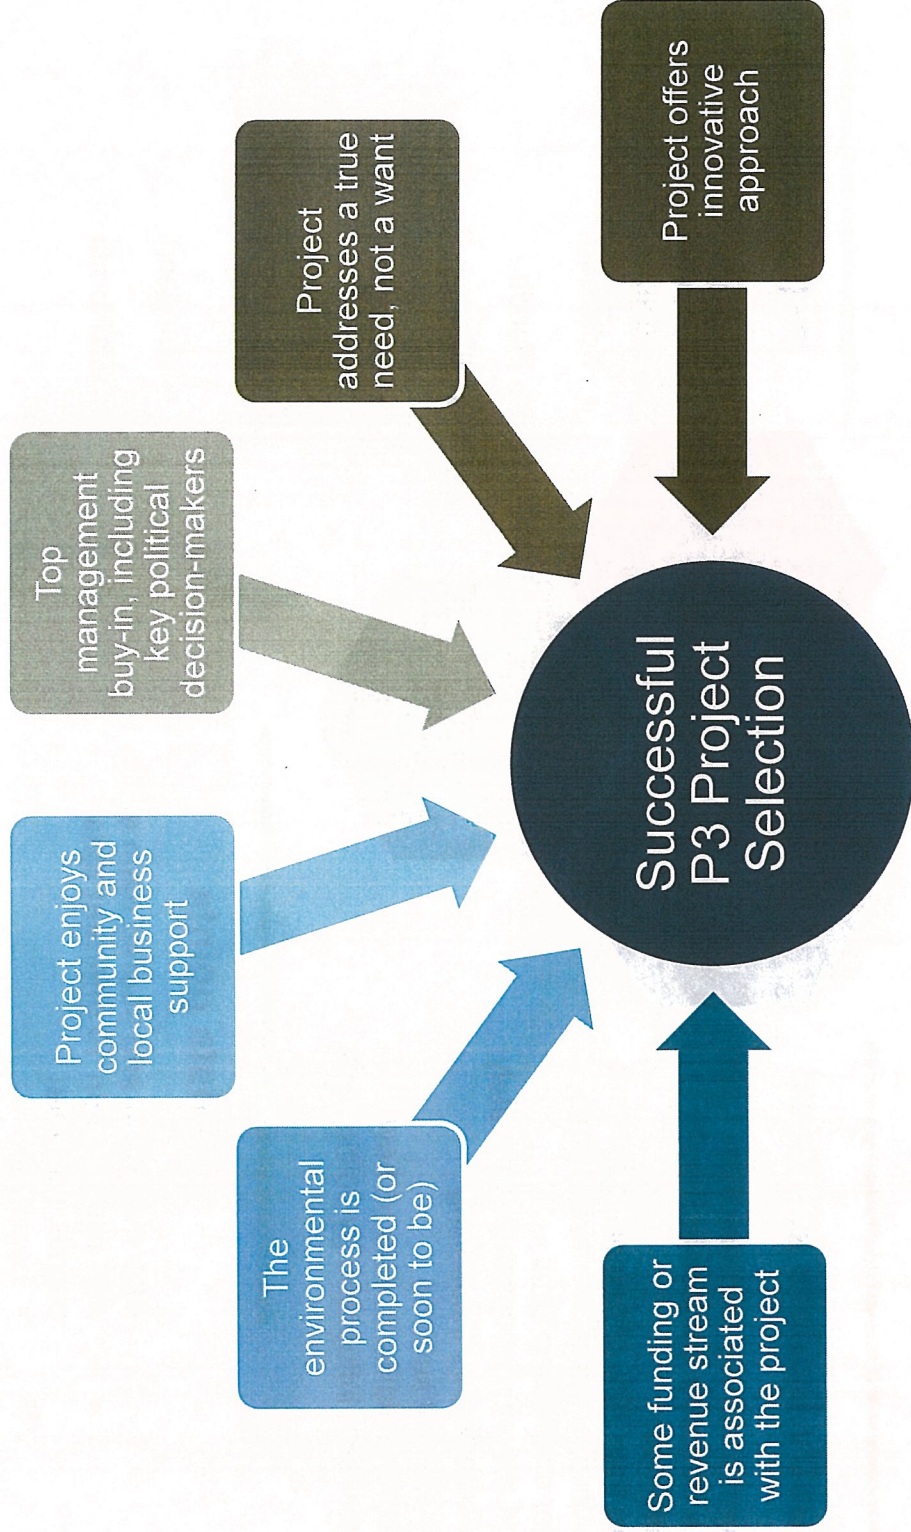 Some funding or
revenue stream
is associated
with the project
The
environmental
process is
completed (or
soon to be)
Project enjoys
community and
local business
support
Top
management
buy-in, including
key political
decision-makers
Project
addresses a true
need, not a want
Project offers
innovative
approach
Successful
P3 Project
Selection